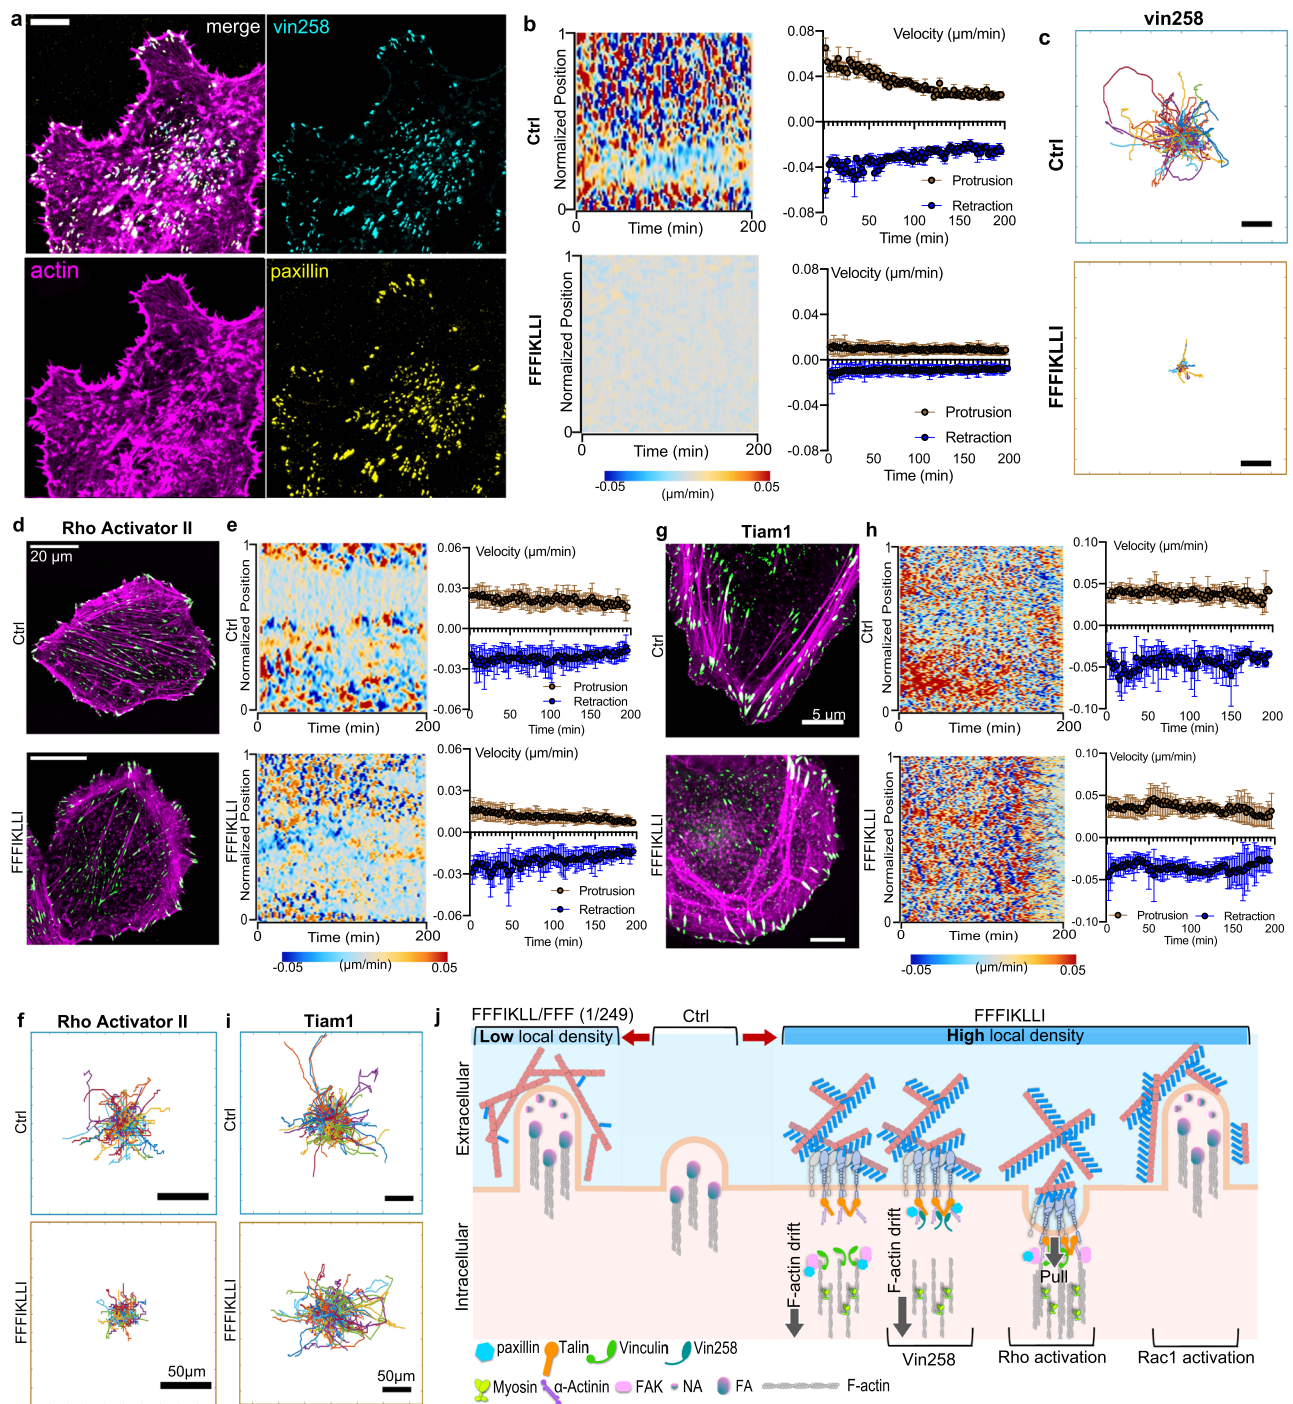 a
merge
vin258
actin
paxillin
b
Ctrl
Normalized Position
1
0
0
200
Time (min)
Velocity (µm/min)
0.08
0.04
0.00
-0.04
-0.08
Protrusion
Retraction
0
50
100
150
200
Time (min)
FFFIKLLI
Normalized Position
1
0
0
200
Time (min)
-0.05
0.05
(µm/min)
0.08
Velocity (µm/min)
0.04
0.00
-0.04
-0.08
Protrusion
Retraction
0
50
100
150
200
Time (min)
c
vin258
Ctrl
FFFIKLLI
d
Rho Activator II
20 µm
Ctrl
FFFIKLLI
e
Ctrl
Normalized Position
1
0
0
200
Time (min)
0.06
Velocity (µm/min)
0.03
0.00
-0.03
-0.06
Protrusion
Retraction
0
50
100
150
200
Time (min)
FFFIKLLI
Normalized Position
1
0
0
200
Time (min)
-0.05
(µm/min)
0.05
0.06
Velocity (µm/min)
0.03
0.00
-0.03
-0.06
Protrusion
Retraction
0
50
100
150
200
Time (min)
g
Tiam1
Ctrl
5 µm
FFFIKLLI
h
Ctrl
Normalized Position
1
0
0
200
Time (min)
0.10
Velocity (µm/min)
0.05
0.00
-0.05
-0.10
0
50
100
150
200
Time (min)
FFFIKLLI
Normalized Position
1
0
0
200
Time (min)
-0.05
(µm/min)
0.05
0.10
Velocity (µm/min)
0.05
0.00
-0.05
-0.10
Protrusion
Retraction
0
50
100
150
200
Time (min)
f
Rho Activator II
Ctrl
FFFIKLLI
50µm
i
Tiam1
Ctrl
FFFIKLLI
50µm
j
FFFIKLL/FFF (1/249)
Ctrl
FFFIKLLI
Low local density
High local density
Extracellular
Intracellular
F-actin drift
F-actin drift
Pull
Vin258
Rho activation
Rac1 activation
paxillin
Talin
Vinculin
Vin258
Myosin
α-Actinin
FAK
NA
FA
F-actin